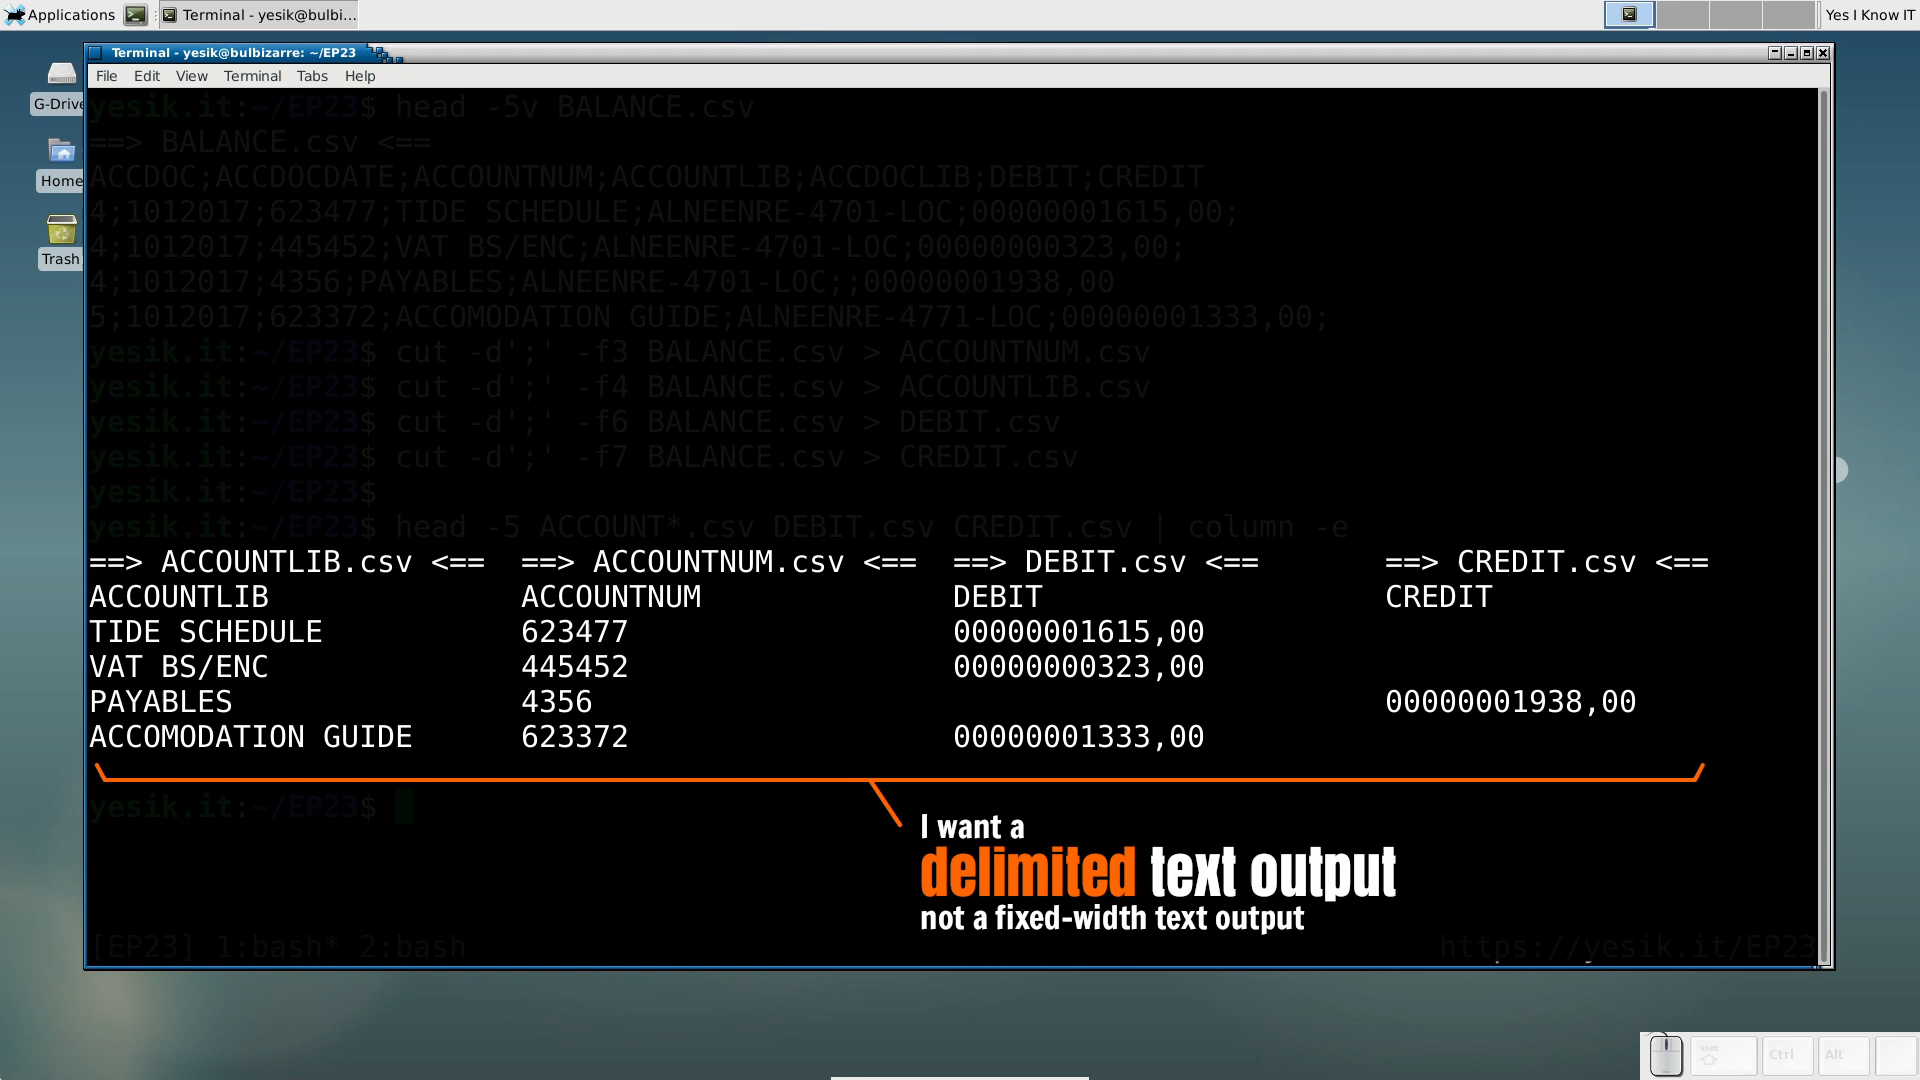 Applications
Terminal - yesik@bulbi...
Yes I Know IT
Terminal - yesik@bulbizarre: ~/EP23
File Edit View Terminal Tabs Help
G-Drive
Home
Trash
yesik.it:~/EP23$ head -5v BALANCE.csv
==> BALANCE.csv <==
ACCDOC;ACCDOCDATE;ACCOUNTNUM;ACCOUNTLIB;ACCDOCLIB;DEBIT;CREDIT
4;1012017;623477;TIDE SCHEDULE;ALNEENRE-4701-LOC;00000001615,00;
4;1012017;445452;VAT BS/ENC;ALNEENRE-4701-LOC;00000000323,00;
4;1012017;4356;PAYABLES;ALNEENRE-4701-LOC;;00000001938,00
5;1012017;623372;ACCOMODATION GUIDE;ALNEENRE-4771-LOC;00000001333,00;
yesik.it:~/EP23$ cut -d';' -f3 BALANCE.csv > ACCOUNTNUM.csv
yesik.it:~/EP23$ cut -d';' -f4 BALANCE.csv > ACCOUNTLIB.csv
yesik.it:~/EP23$ cut -d';' -f6 BALANCE.csv > DEBIT.csv
yesik.it:~/EP23$ cut -d';' -f7 BALANCE.csv > CREDIT.csv
yesik.it:~/EP23$
yesik.it:~/EP23$ head -5 ACCOUNT*.csv DEBIT.csv CREDIT.csv | column -e
==> ACCOUNTLIB.csv <== ==> ACCOUNTNUM.csv <== ==> DEBIT.csv <== ==> CREDIT.csv <==
ACCOUNTLIB ACCOUNTNUM DEBIT CREDIT
TIDE SCHEDULE 623477 00000001615,00
VAT BS/ENC 445452 00000000323,00
PAYABLES 4356 00000001938,00
ACCOMODATION GUIDE 623372 00000001333,00
yesik.it:~/EP23$
I want a
delimited text output
not a fixed-width text output
[EP23] 1:bash* 2:bash https://yesik.it/EP23
Shift Ctrl Alt